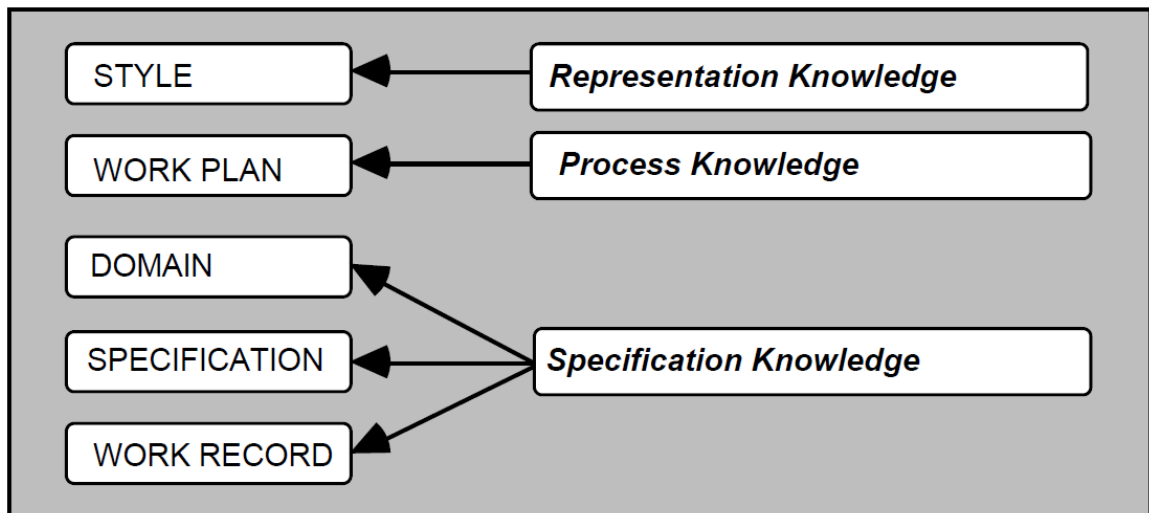 STYLE
Representation Knowledge
WORK PLAN
Process Knowledge
DOMAIN
SPECIFICATION
Specification Knowledge
WORK RECORD